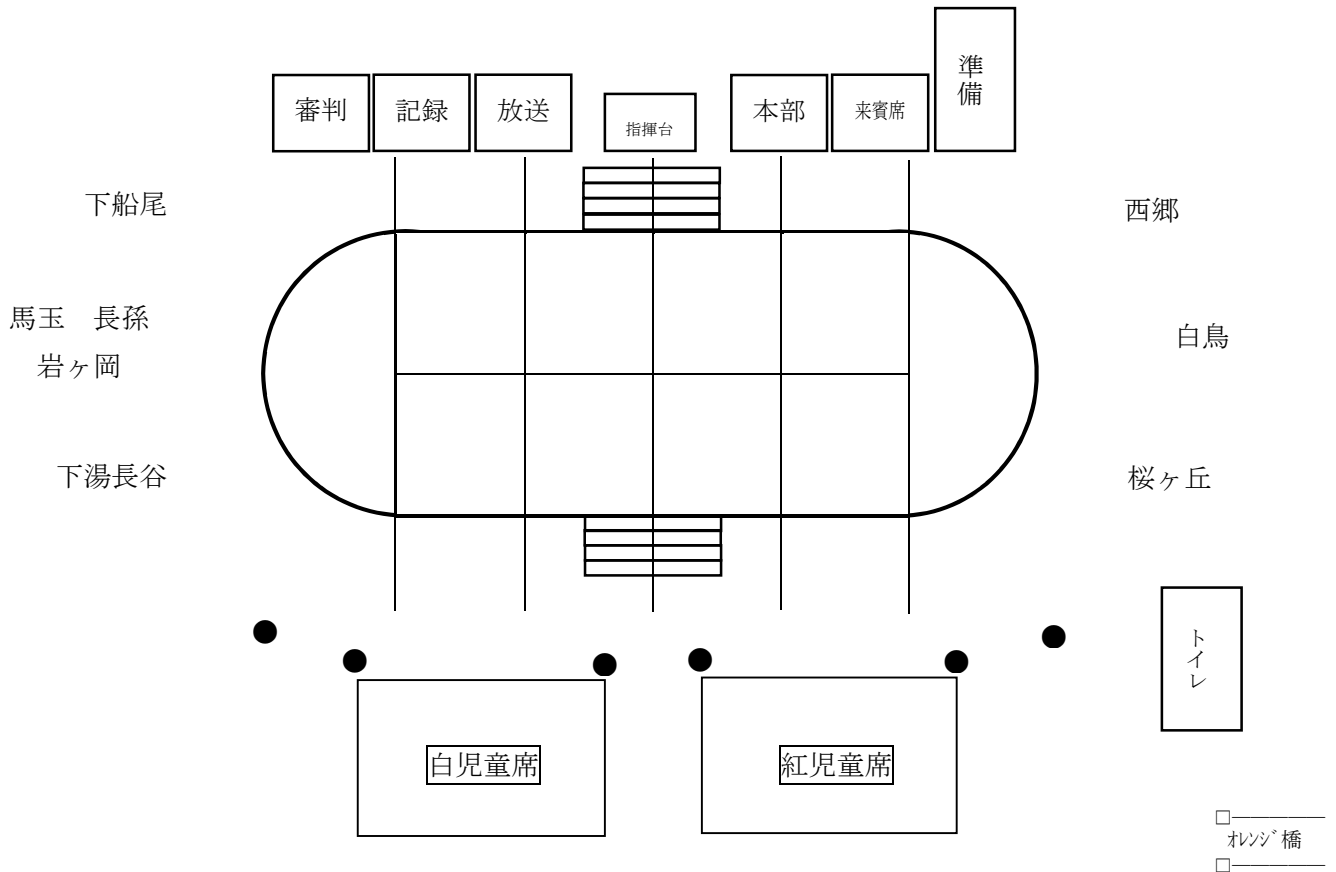 準備
審判
記録
放送
指揮台
本部
来賓席
下船尾
西郷
馬玉　長孫
岩ヶ岡
白鳥
下湯長谷
桜ヶ丘
トイレ
白児童席
紅児童席
ｵﾚﾝｼﾞ橋